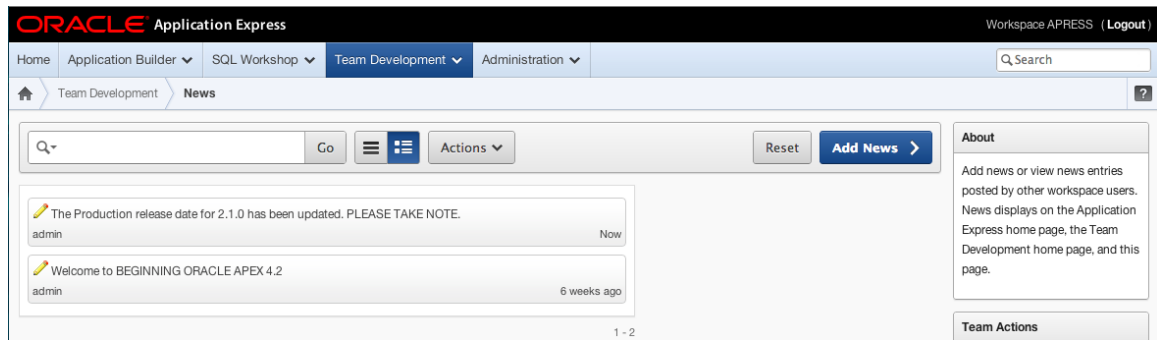 ORACLE Application Express
Workspace APRESS (Logout)
Home Application Builder SQL Workshop Team Development Administration
Search
Team Development News
?
Go Actions Reset Add News
The Production release date for 2.1.0 has been updated. PLEASE TAKE NOTE.
admin Now
Welcome to BEGINNING ORACLE APEX 4.2
admin 6 weeks ago
1 - 2
About
Add news or view news entries
posted by other workspace users.
News displays on the Application
Express home page, the Team
Development home page, and this
page.
Team Actions